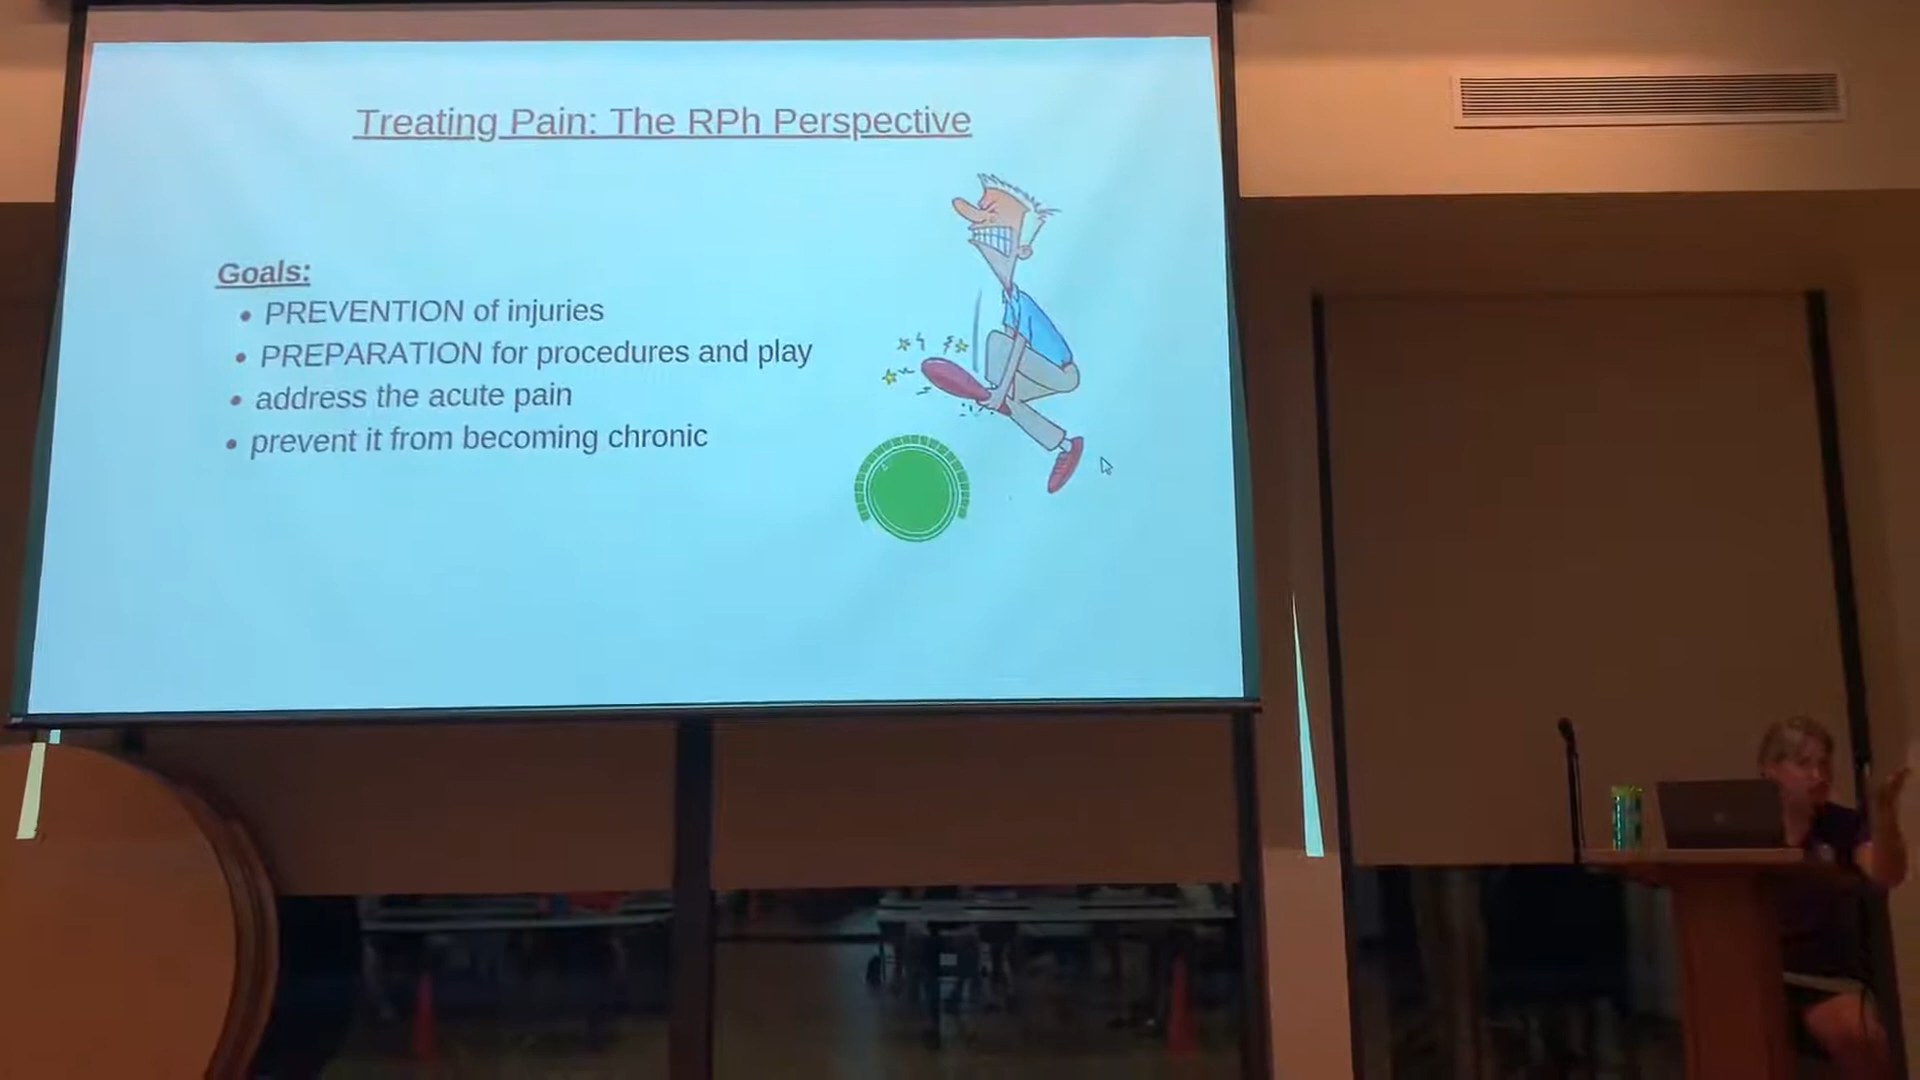 Treating Pain: The RPh Perspective
Goals:
• PREVENTION of injuries
• PREPARATION for procedures and play
• address the acute pain
• prevent it from becoming chronic